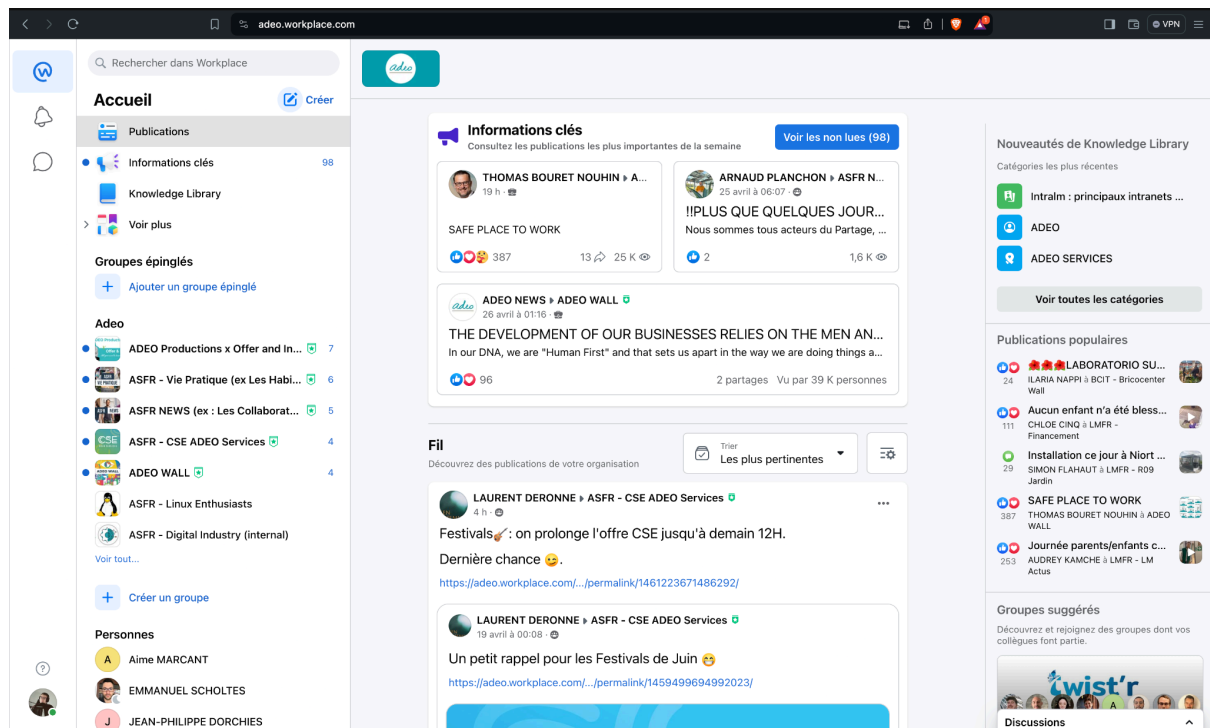 adeo.workplace.com
VPN
Rechercher dans Workplace
Accueil
Créer
Publications
Informations clés
98
Knowledge Library
Voir plus
Groupes épinglés
Ajouter un groupe épinglé
Adeo
ADEO Productions x Offer and In...
7
ASFR - Vie Pratique (ex Les Habi...
6
ASFR NEWS (ex : Les Collaborat...
5
CSE
ASFR - CSE ADEO Services
4
ADEO WALL
4
ASFR - Linux Enthusiasts
ASFR - Digital Industry (internal)
Voir tout...
Créer un groupe
Personnes
A
Aime MARCANT
EMMANUEL SCHOLTES
J
JEAN-PHILIPPE DORCHIES
adeo
Informations clés
Consultez les publications les plus importantes de la semaine
Voir les non lues (98)
THOMAS BOURET NOUHIN ▸ A...
19 h ·
SAFE PLACE TO WORK
387
13
25 K
ARNAUD PLANCHON ▸ ASFR N...
25 avril à 06:07 ·
!!PLUS QUE QUELQUES JOUR...
Nous sommes tous acteurs du Partage, ...
2
1,6 K
adeo
ADEO NEWS ▸ ADEO WALL
26 avril à 01:16 ·
THE DEVELOPMENT OF OUR BUSINESSES RELIES ON THE MEN AN...
In our DNA, we are "Human First" and that sets us apart in the way we are doing things a...
96
2 partages Vu par 39 K personnes
Fil
Découvrez des publications de votre organisation
Trier
Les plus pertinentes
LAURENT DERONNE ▸ ASFR - CSE ADEO Services
4 h ·
Festivals🎻: on prolonge l'offre CSE jusqu'à demain 12H.
Dernière chance 😉.
https://adeo.workplace.com/.../permalink/1461223671486292/
LAURENT DERONNE ▸ ASFR - CSE ADEO Services
19 avril à 00:08 ·
Un petit rappel pour les Festivals de Juin 😁
https://adeo.workplace.com/.../permalink/1459499694992023/
Nouveautés de Knowledge Library
Catégories les plus récentes
Intralm : principaux intranets ...
ADEO
ADEO SERVICES
Voir toutes les catégories
Publications populaires
🌺🌺🌺LABORATORIO SU...
24
ILARIA NAPPI à BCIT - Bricocenter
Wall
Aucun enfant n'a été bless...
111
CHLOE CINQ à LMFR -
Financement
Installation ce jour à Niort ...
29
SIMON FLAHAUT à LMFR - R09
Jardin
SAFE PLACE TO WORK
387
THOMAS BOURET NOUHIN à ADEO
WALL
Journée parents/enfants c...
253
AUDREY KAMCHE à LMFR - LM
Actus
Groupes suggérés
Découvrez et rejoignez des groupes dont vos
collègues font partie.
twist'r
A
Discussions